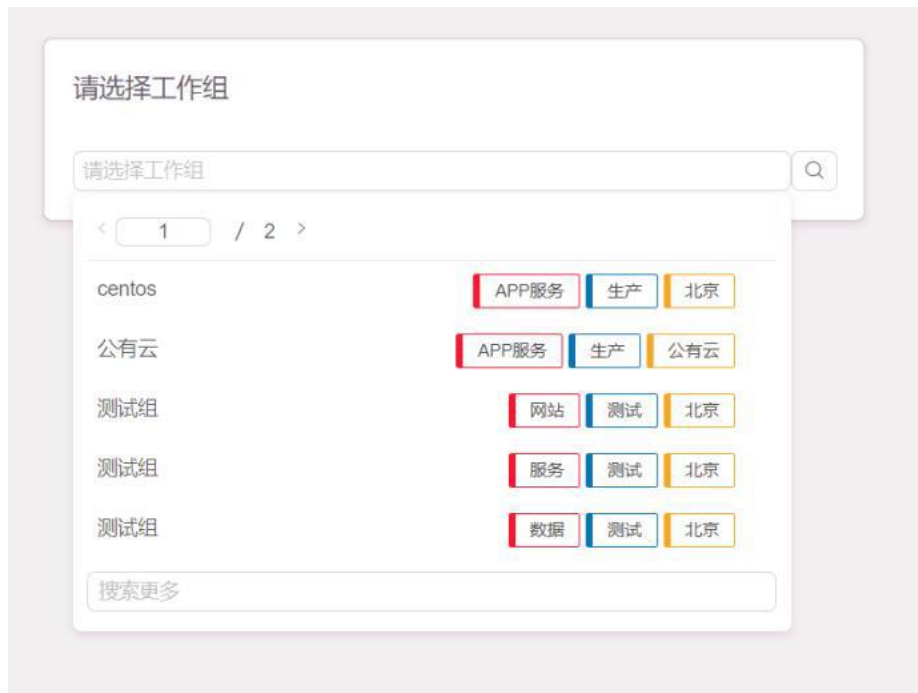 请选择工作组
请选择工作组
< 1 / 2 >
centos APP服务 生产 北京
公有云 APP服务 生产 公有云
测试组 网站 测试 北京
测试组 服务 测试 北京
测试组 数据 测试 北京
搜索更多